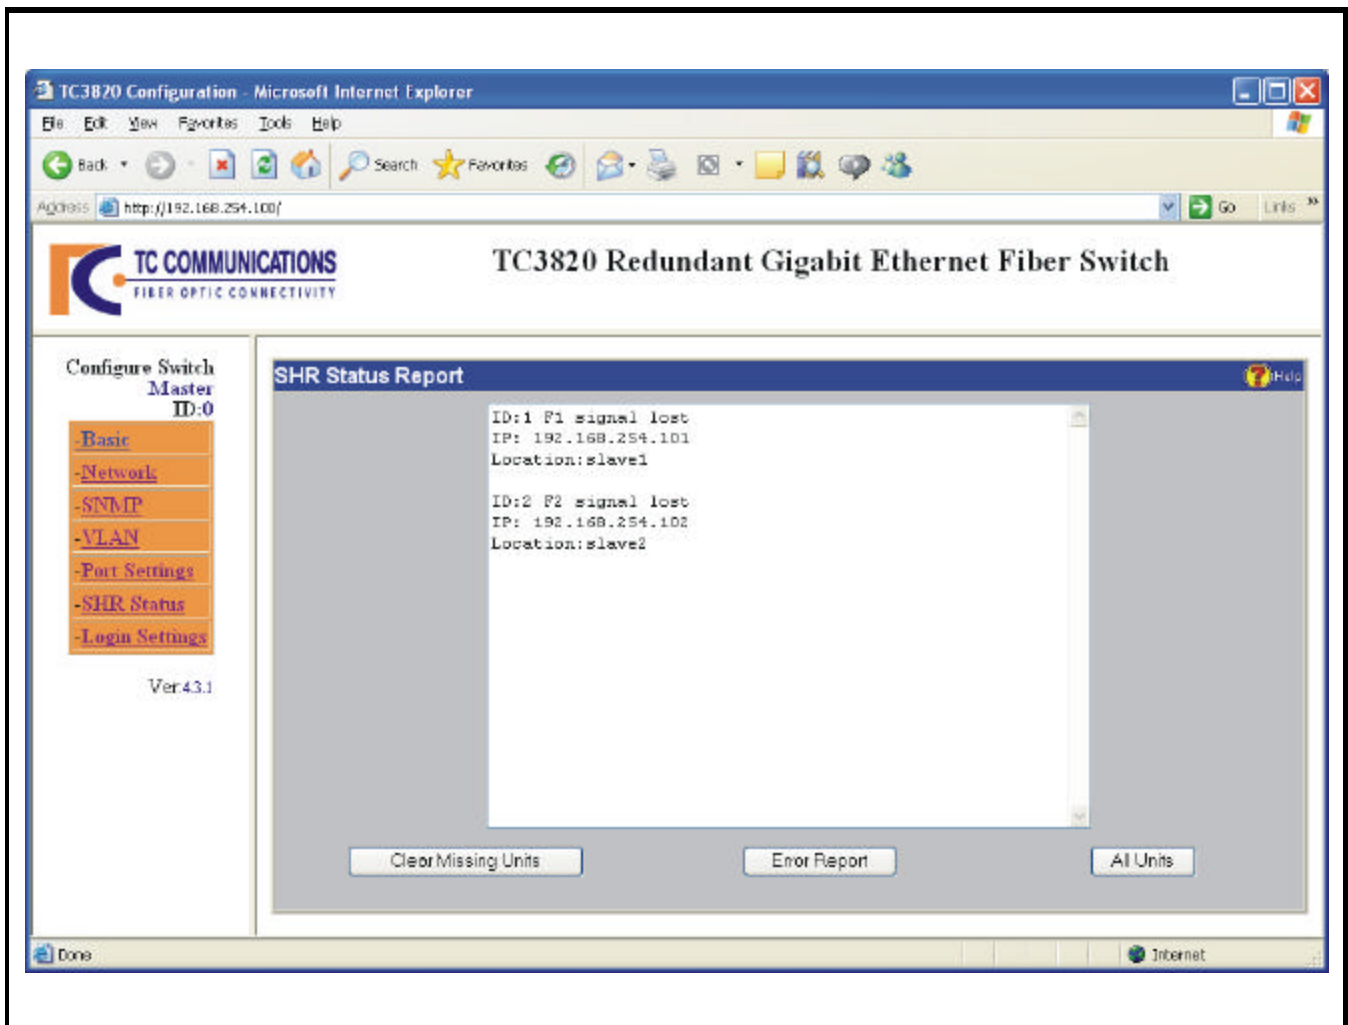 TC3820 Configuration - Microsoft Internet Explorer
File Edit View Favorites Tools Help
Back Search Favorites
Address http://192.168.254.100/ Go Links »
TC COMMUNICATIONS
FIBER OPTIC CONNECTIVITY
TC3820 Redundant Gigabit Ethernet Fiber Switch
Configure Switch
Master
ID:0
-Basic
-Network
-SNMP
-VLAN
-Port Settings
-SHR Status
-Login Settings
Ver:4.3.1
SHR Status Report
Help
ID:1 F1 signal lost
IP: 192.168.254.101
Location:slave1
ID:2 F2 signal lost
IP: 192.168.254.102
Location:slave2
Clear Missing Units Error Report All Units
Done Internet